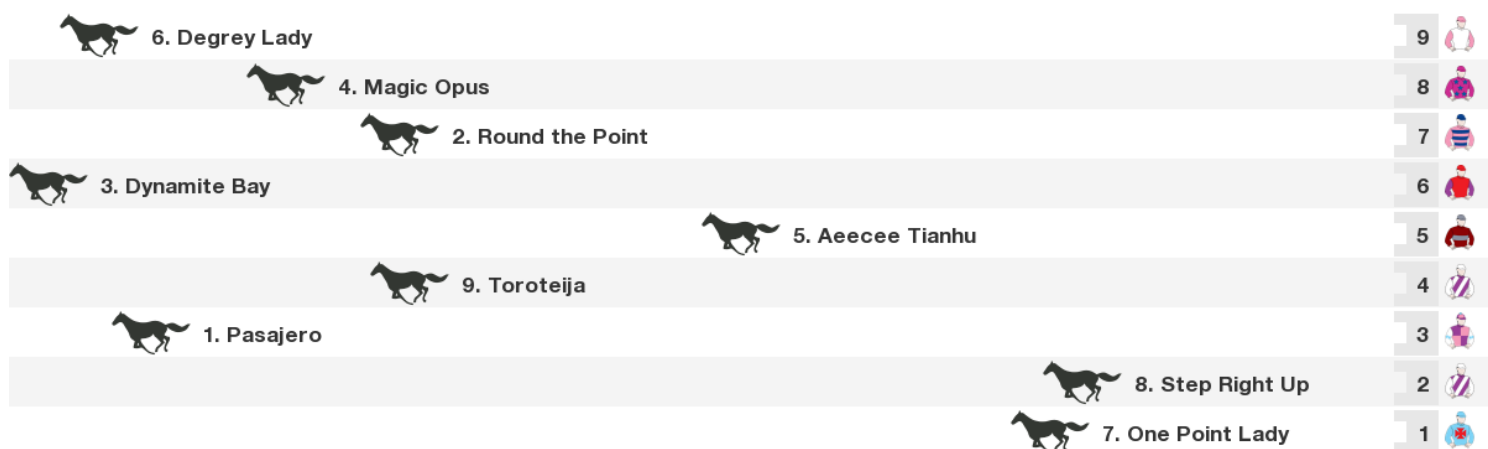 6. Degrey Lady 9
4. Magic Opus 8
2. Round the Point 7
3. Dynamite Bay 6
5. Aeecee Tianhu 5
9. Toroteija 4
1. Pasajero 3
8. Step Right Up 2
7. One Point Lady 1